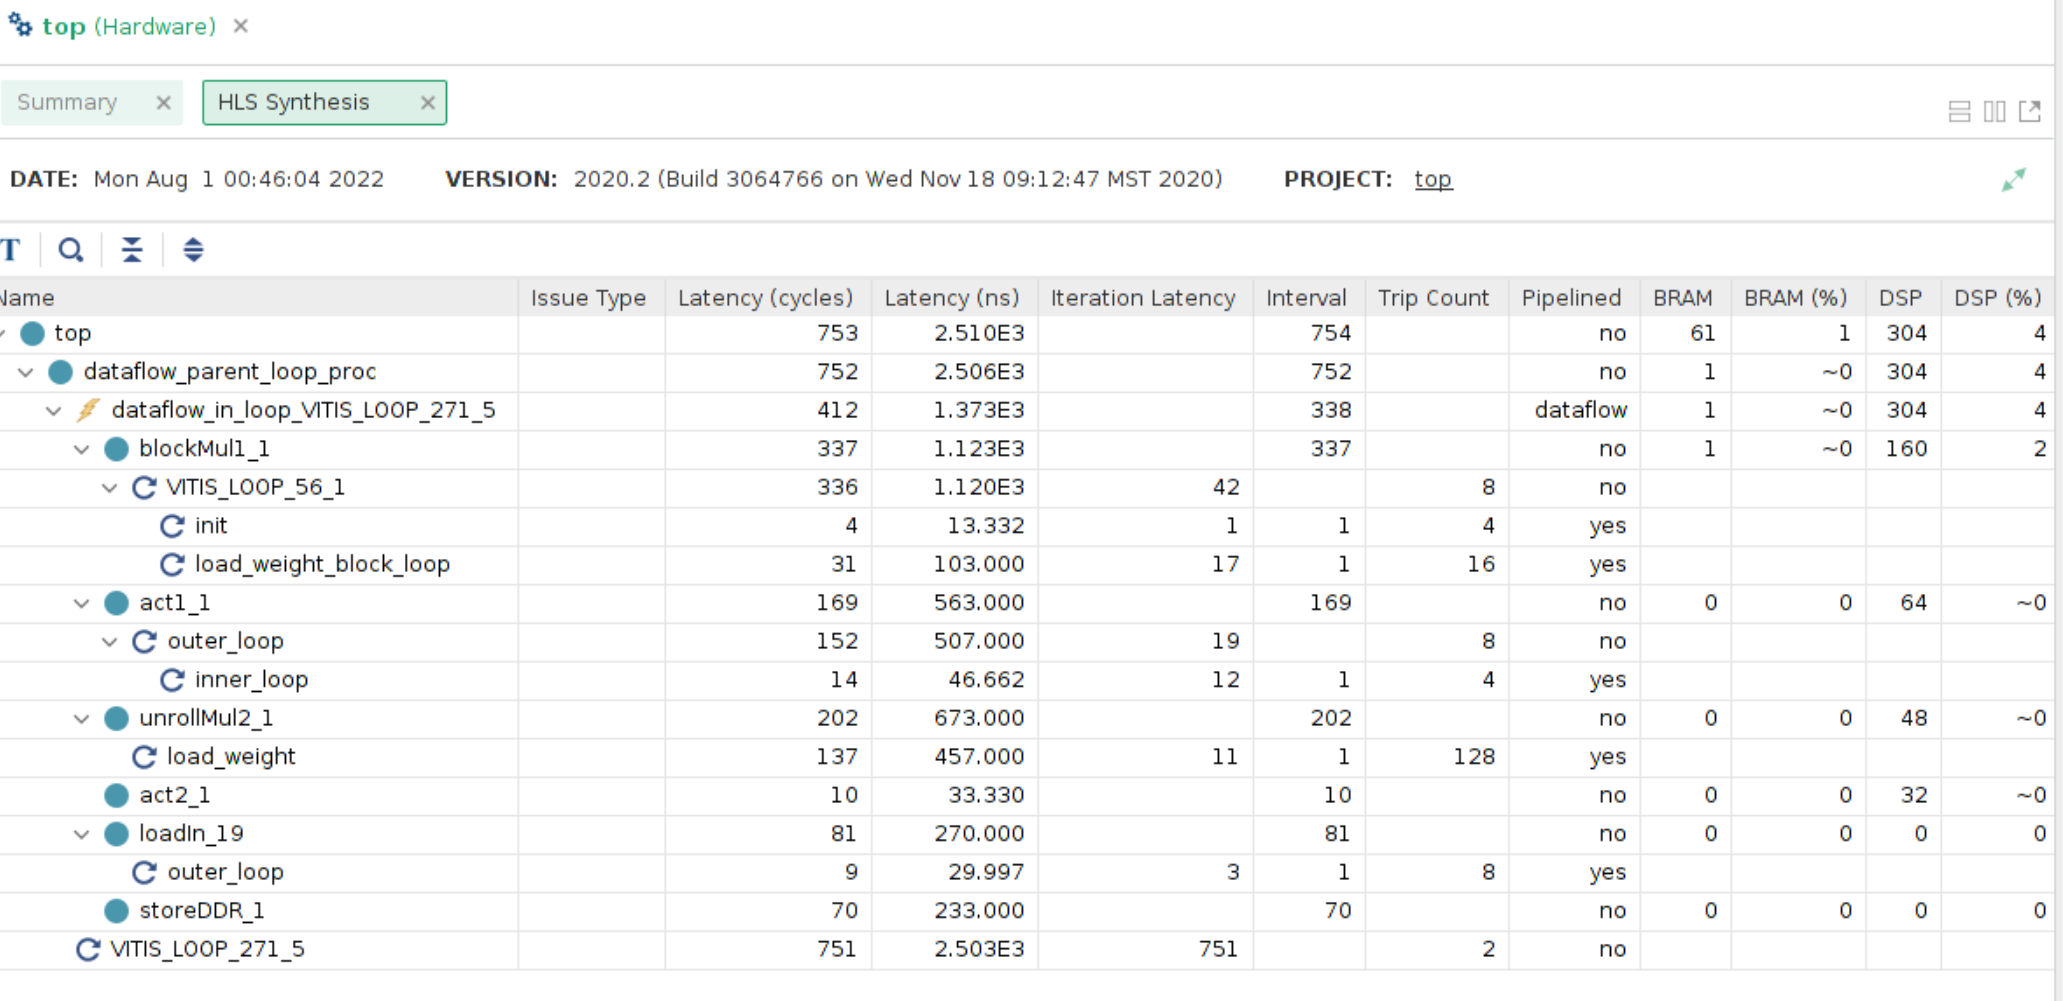 top (Hardware) ×
Summary × HLS Synthesis ×
DATE: Mon Aug 1 00:46:04 2022 VERSION: 2020.2 (Build 3064766 on Wed Nov 18 09:12:47 MST 2020) PROJECT: top
T
Name Issue Type Latency (cycles) Latency (ns) Iteration Latency Interval Trip Count Pipelined BRAM BRAM (%) DSP DSP (%)
top 753 2.510E3 754 no 61 1 304 4
dataflow_parent_loop_proc 752 2.506E3 752 no 1 ~0 304 4
dataflow_in_loop_VITIS_LOOP_271_5 412 1.373E3 338 dataflow 1 ~0 304 4
blockMul1_1 337 1.123E3 337 no 1 ~0 160 2
VITIS_LOOP_56_1 336 1.120E3 42 8 no
init 4 13.332 1 1 4 yes
load_weight_block_loop 31 103.000 17 1 16 yes
act1_1 169 563.000 169 no 0 0 64 ~0
outer_loop 152 507.000 19 8 no
inner_loop 14 46.662 12 1 4 yes
unrollMul2_1 202 673.000 202 no 0 0 48 ~0
load_weight 137 457.000 11 1 128 yes
act2_1 10 33.330 10 no 0 0 32 ~0
loadIn_19 81 270.000 81 no 0 0 0 0
outer_loop 9 29.997 3 1 8 yes
storeDDR_1 70 233.000 70 no 0 0 0 0
VITIS_LOOP_271_5 751 2.503E3 751 2 no